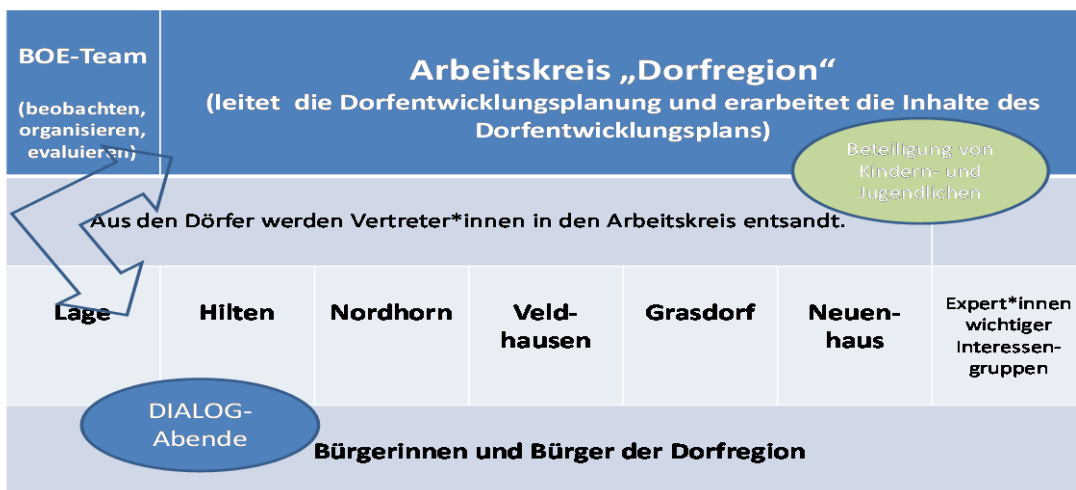 BOE-Team
(beobachten,
organisieren,
evaluieren)
Arbeitskreis „Dorfregion“
(leitet die Dorfentwicklungsplanung und erarbeitet die Inhalte des
Dorfentwicklungsplans)
Beteiligung von
Kindern- und
Jugendlichen
Aus den Dörfer werden Vertreter*innen in den Arbeitskreis entsandt.
Lage
Hilten
Nordhorn
Veld-
hausen
Grasdorf
Neuen-
haus
Expert*innen
wichtiger
Interessen-
gruppen
DIALOG-
Abende
Bürgerinnen und Bürger der Dorfregion